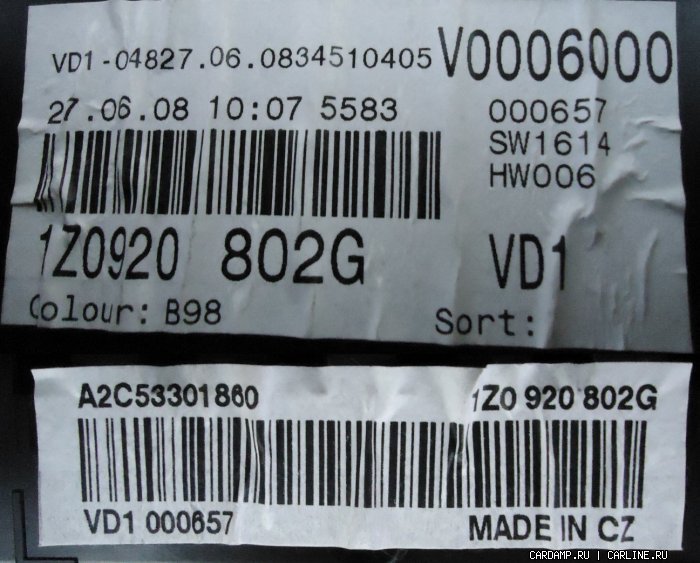 VD1-04827.06.0834510405 V0006000
27.06.08 10:07 5583 000657
SW1614
HW006
1Z0920 802G VD1
Colour: B98 Sort:
A2C53301860 1Z0 920 802G
VD1 000657 MADE IN CZ
CARDAMP.RU | CARLINE.RU